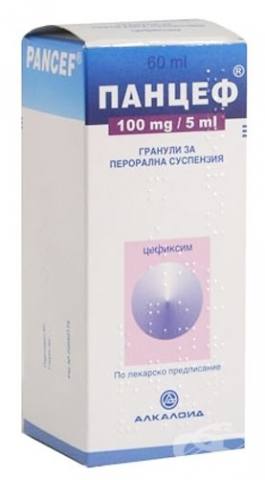 PANCEF®
60 ml
ПАНЦЕФ®
100 mg / 5 ml
ГРАНУЛИ ЗА
ПЕРОРАЛНА СУСПЕНЗИЯ
цефиксим
По лекарско предписание
АЛКАЛОИД